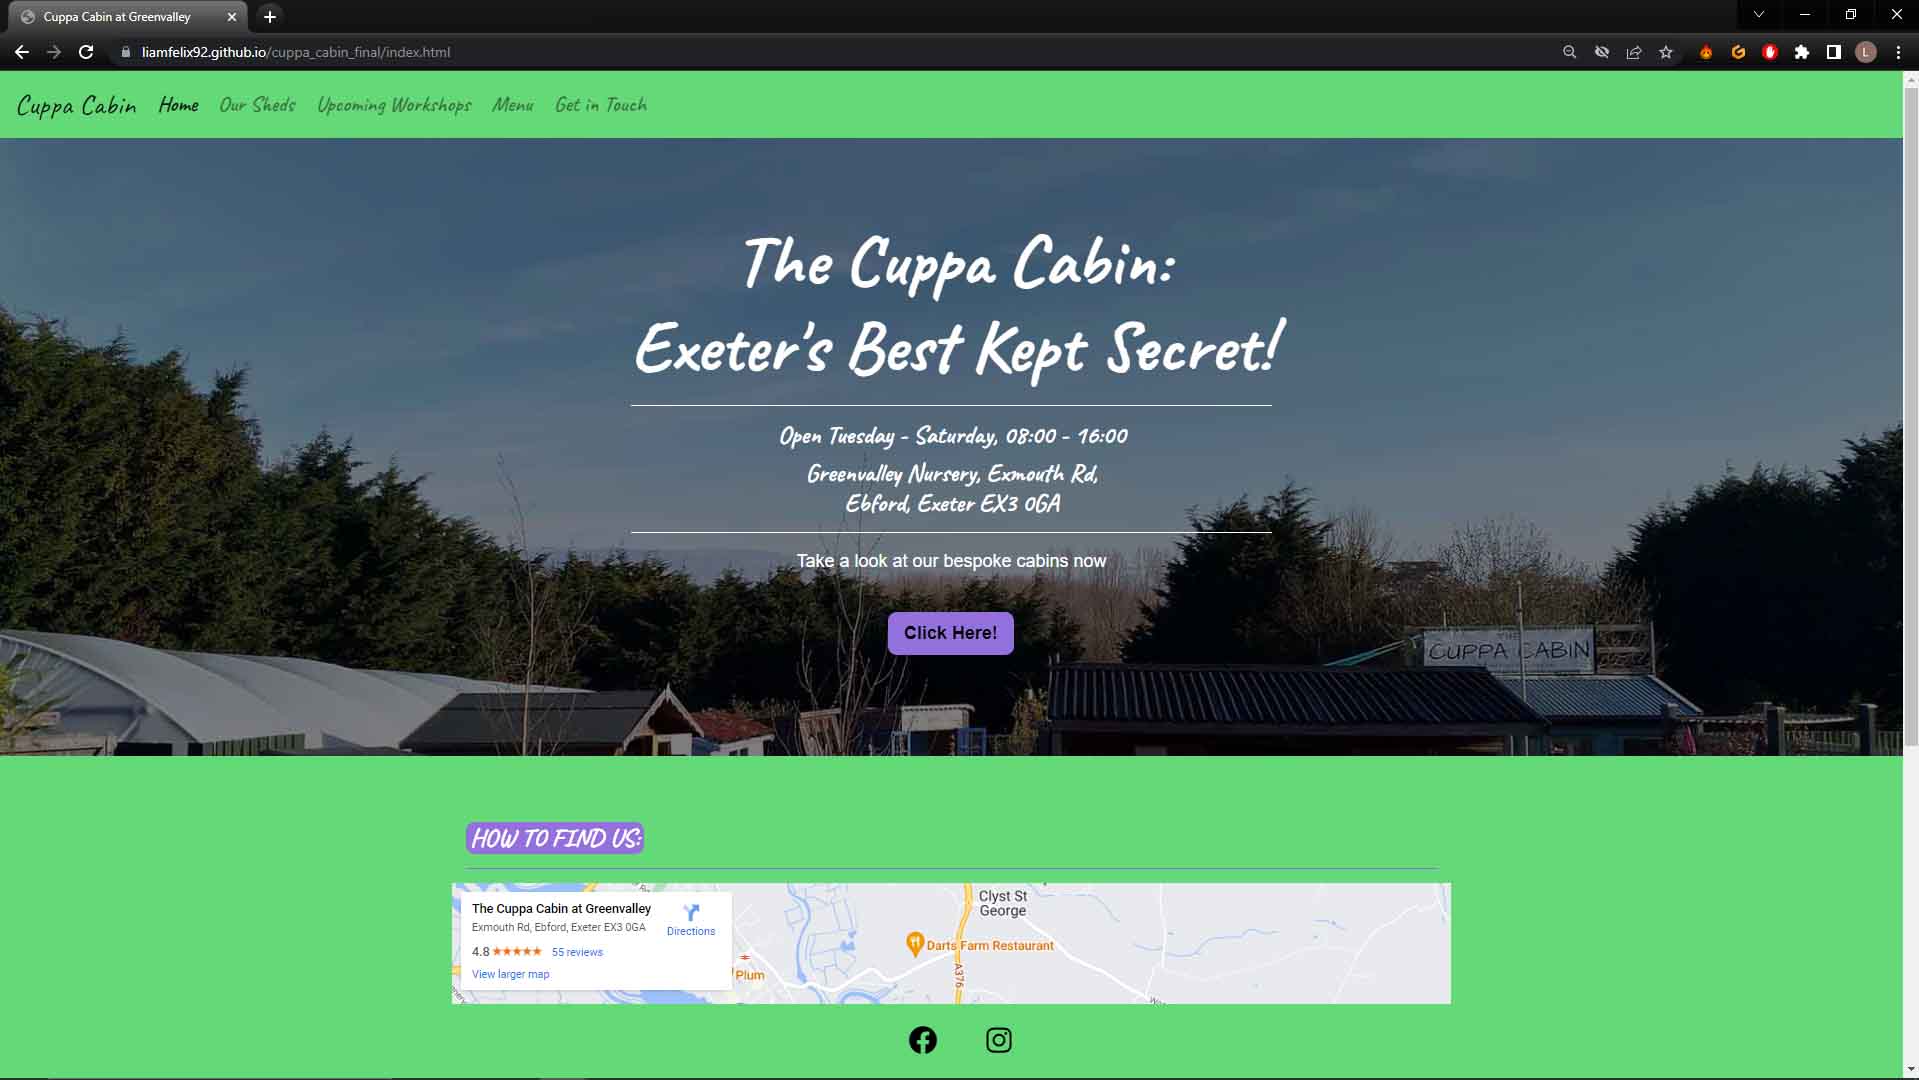 Cuppa Cabin at Greenvalley
liamfelix92.github.io/cuppa_cabin_final/index.html
L
Cuppa Cabin Home Our Sheds Upcoming Workshops Menu Get in Touch
The Cuppa Cabin:
Exeter's Best Kept Secret!
Open Tuesday - Saturday, 08:00 - 16:00
Greenvalley Nursery, Exmouth Rd,
Ebford, Exeter EX3 0GA
Take a look at our bespoke cabins now
Click Here!
THE
CUPPA CABIN
HOW TO FIND US:
The Cuppa Cabin at Greenvalley
Exmouth Rd, Ebford, Exeter EX3 0GA
4.8 ★★★★★ 55 reviews
View larger map
Directions
Clyst St
George
Darts Farm Restaurant
Plum
A376